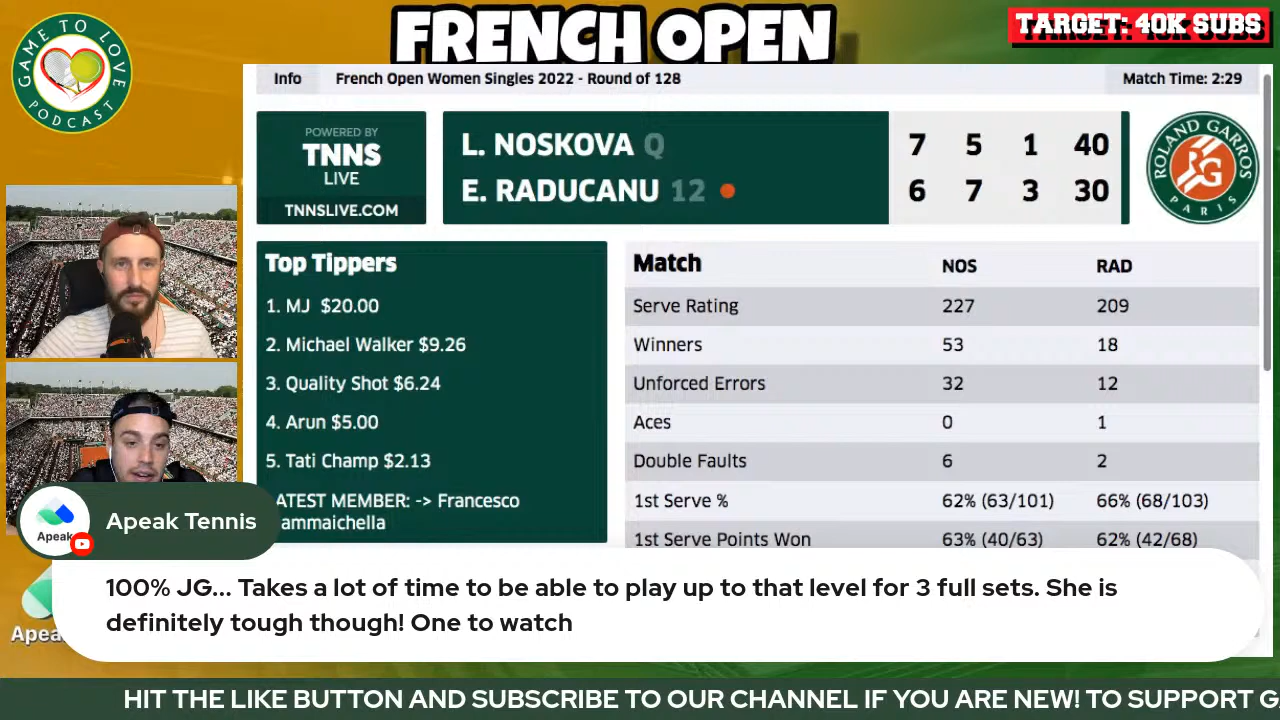 GAME TO LOVE
PODCAST
FRENCH OPEN
TARGET: 40K SUBS
Info French Open Women Singles 2022 - Round of 128 Match Time: 2:29
POWERED BY
TNNS
LIVE
TNNSLIVE.COM
L. NOSKOVA Q 7 5 1 40
E. RADUCANU 12 6 7 3 30
ROLAND GARROS
RG
PARIS
Top Tippers
1. MJ $20.00
2. Michael Walker $9.26
3. Quality Shot $6.24
4. Arun $5.00
5. Tati Champ $2.13
ATEST MEMBER: -> Francesco
ammaichella
Match NOS RAD
Serve Rating 227 209
Winners 53 18
Unforced Errors 32 12
Aces 0 1
Double Faults 6 2
1st Serve % 62% (63/101) 66% (68/103)
1st Serve Points Won 63% (40/63) 62% (42/68)
Apeak
Apeak Tennis
100% JG... Takes a lot of time to be able to play up to that level for 3 full sets. She is
definitely tough though! One to watch
Apea
HIT THE LIKE BUTTON AND SUBSCRIBE TO OUR CHANNEL IF YOU ARE NEW! TO SUPPORT G